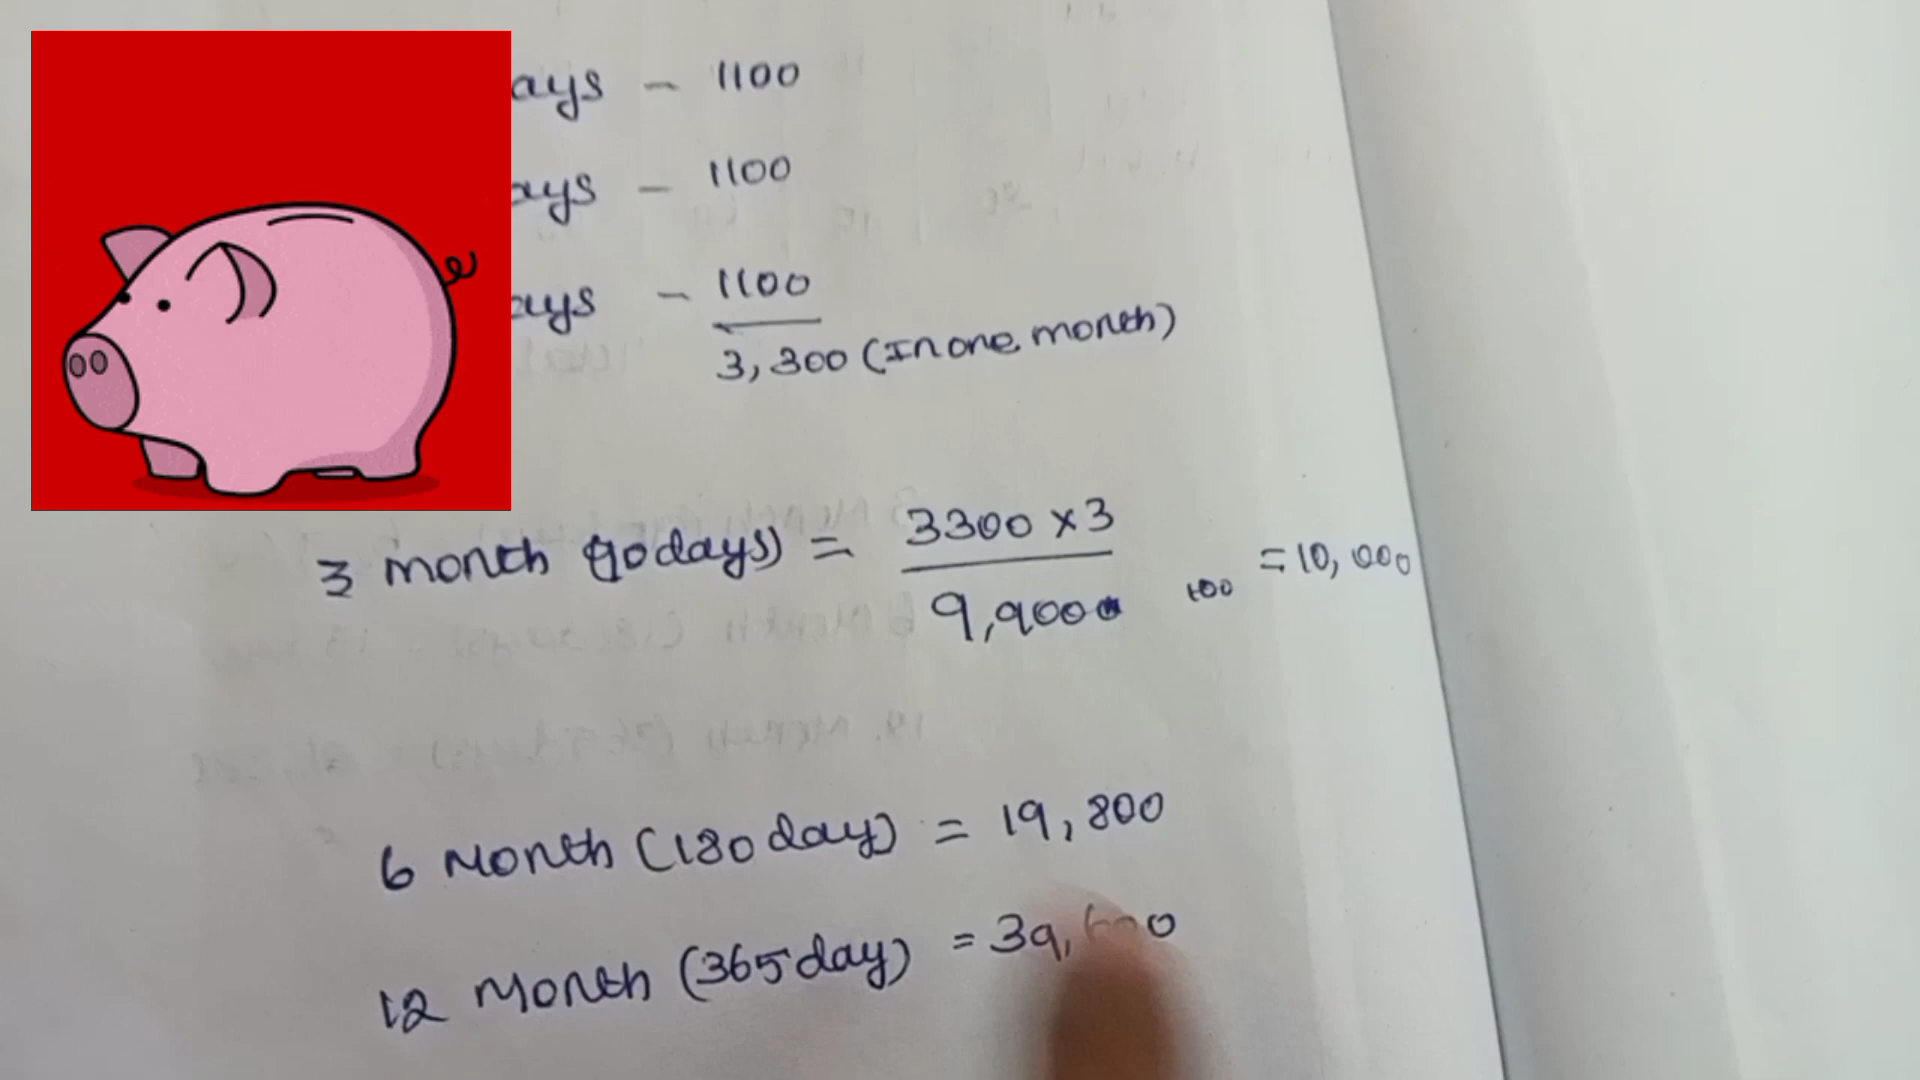 ays - 1100
ays - 1100
ays - 1100
3,300 (In one month)
3 month (90days) = 3300 x 3
9,900 100 = 10,000
6 Month (180 day) = 19,800
12 Month (365 day) = 39,